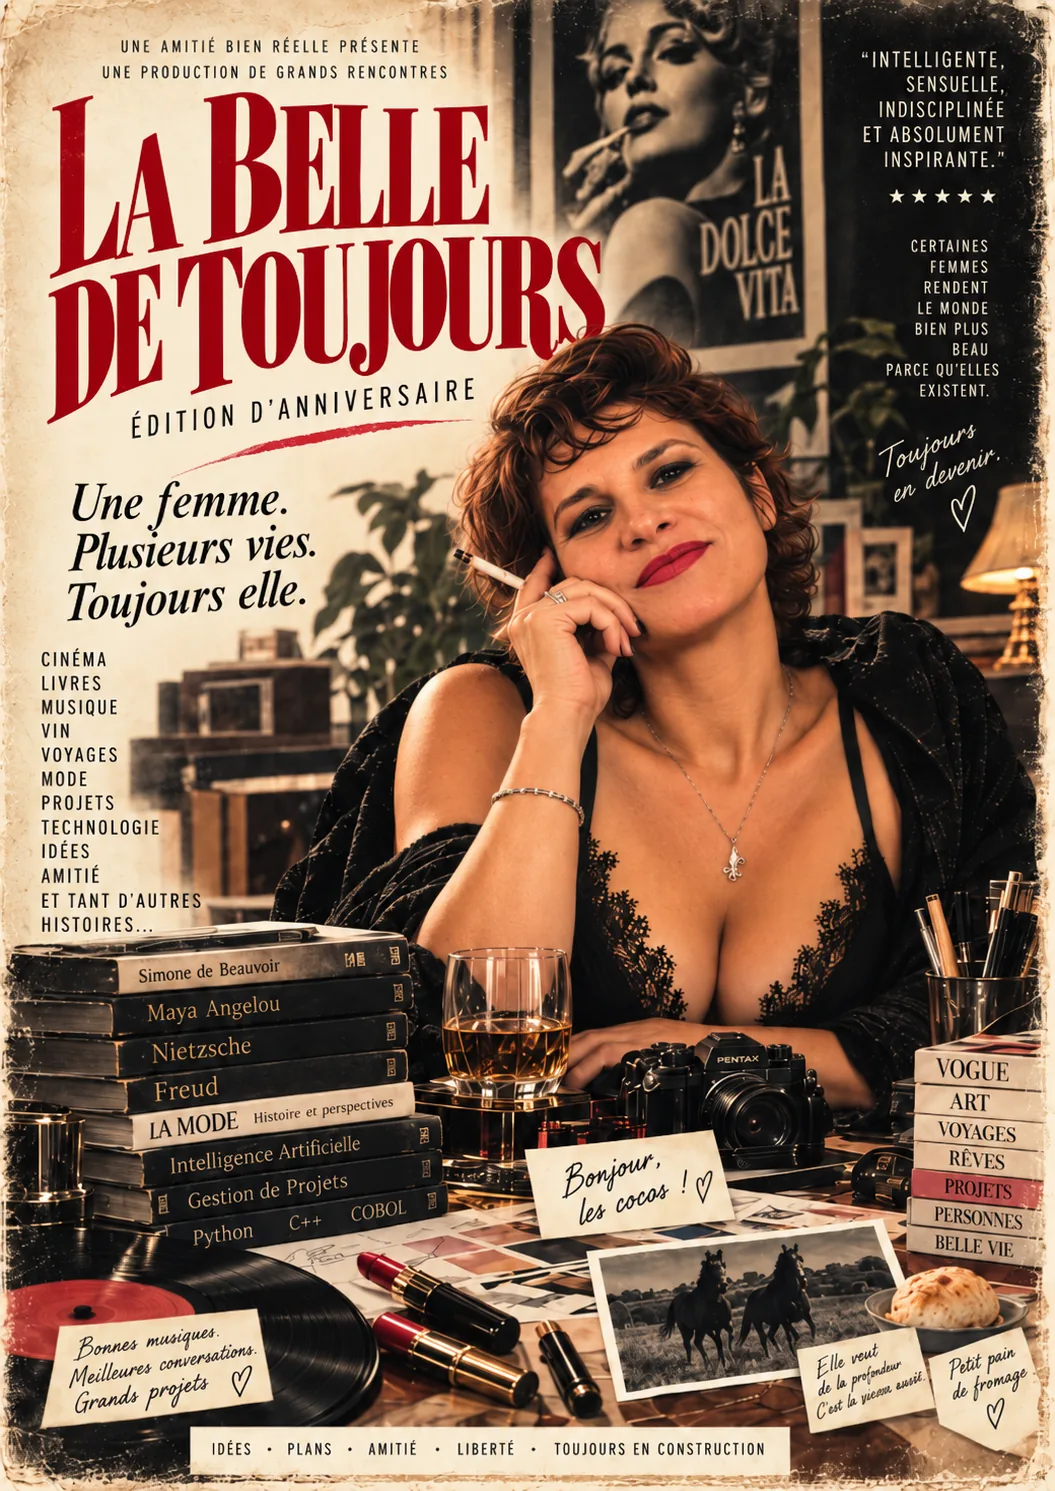 UNE AMITIÉ BIEN RÉELLE PRÉSENTE
UNE PRODUCTION DE GRANDS RENCONTRES
LA BELLE
DE TOUJOURS
ÉDITION D'ANNIVERSAIRE
Une femme.
Plusieurs vies.
Toujours elle.
CINÉMA
LIVRES
MUSIQUE
VIN
VOYAGES
MODE
PROJETS
TECHNOLOGIE
IDÉES
AMITIÉ
ET TANT D'AUTRES
HISTOIRES...
LA
DOLCE
VITA
“INTELLIGENTE,
SENSUELLE,
INDISCIPLINÉE
ET ABSOLUMENT
INSPIRANTE.”
★★★★★
CERTAINES
FEMMES
RENDENT
LE MONDE
BIEN PLUS
BEAU
PARCE QU'ELLES
EXISTENT.
Toujours
en devenir.
Simone de Beauvoir
Maya Angelou
Nietzsche
Freud
LA MODE Histoire et perspectives
Intelligence Artificielle
Gestion de Projets
Python C++ COBOL
PENTAX
Bonjour,
les cocos !
VOGUE
ART
VOYAGES
RÊVES
PROJETS
PERSONNES
BELLE VIE
Bonnes musiques.
Meilleures conversations.
Grands projets
Elle veut
de la profondeur
C'est la
Petit pain
de fromage
IDÉES • PLANS • AMITIÉ • LIBERTÉ • TOUJOURS EN CONSTRUCTION